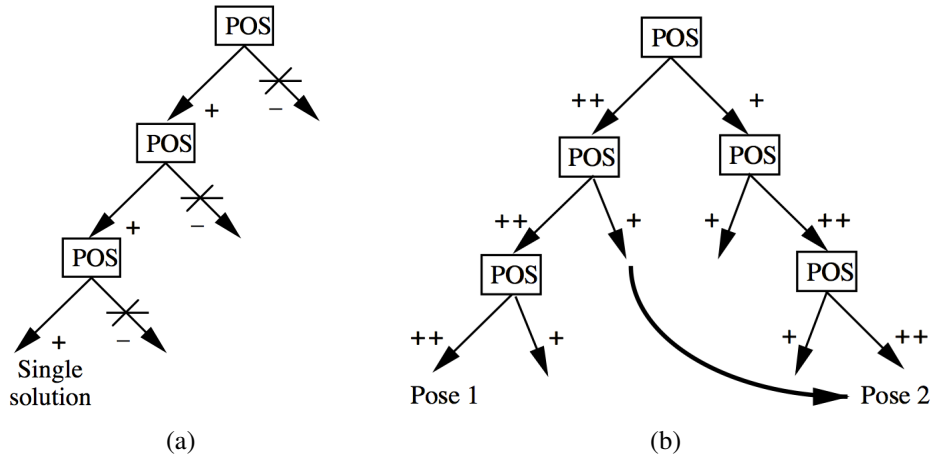 POS
+ −
POS
+ −
POS
+ −
Single
solution
(a)
POS
++ +
POS POS
++ + + ++
POS POS
++ + + ++
Pose 1 Pose 2
(b)